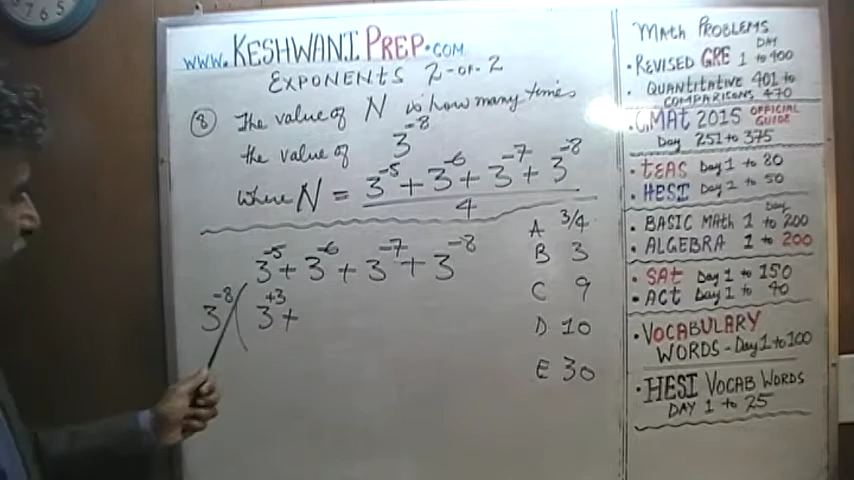 7 6 5
www.KESHWANIPREP.COM
EXPONENTS 2-OF-2
8 The value of N is how many times
the value of 3^-8
where N = 3^-5 + 3^-6 + 3^-7 + 3^-8
4
3^-5 + 3^-6 + 3^-7 + 3^-8
3^-8 ( 3^+3 +
A 3/4
B 3
C 9
D 10
E 30
MATH PROBLEMS
DAY
• REVISED GRE 1 to 400
• QUANTITATIVE 401 to
COMPARISONS 470
• GMAT 2015 OFFICIAL GUIDE
Day 251 to 375
• TEAS Day 1 to 80
• HESI Day 1 to 50
Day
• BASIC Math 1 to 200
• ALGEBRA 1 to 200
• SAT Day 1 to 150
• ACT Day 1 to 40
• VOCABULARY
WORDS - Day 1 to 100
• HESI VOCAB WORDS
DAY 1 to 25